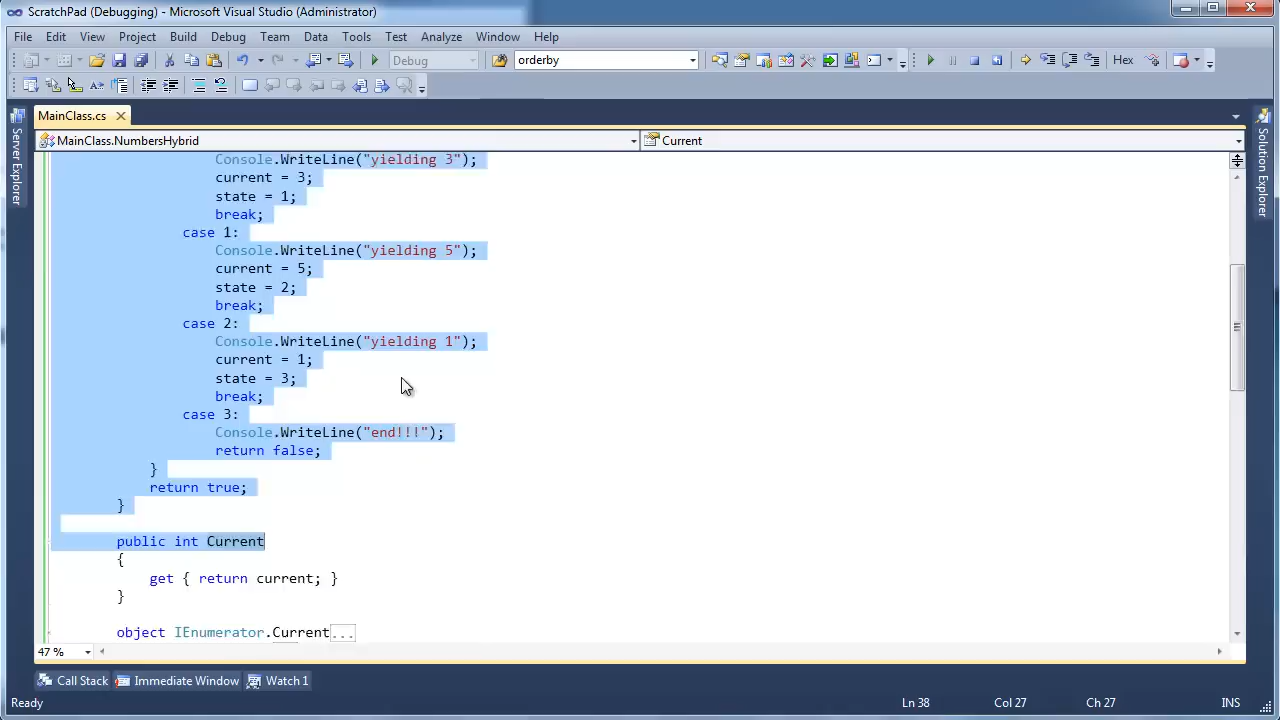 ScratchPad (Debugging) - Microsoft Visual Studio (Administrator)
File Edit View Project Build Debug Team Data Tools Test Analyze Window Help
Debug orderby Hex
MainClass.cs
MainClass.NumbersHybrid Current
Server Explorer
Solution Explorer
Console.WriteLine("yielding 3");
current = 3;
state = 1;
break;
case 1:
Console.WriteLine("yielding 5");
current = 5;
state = 2;
break;
case 2:
Console.WriteLine("yielding 1");
current = 1;
state = 3;
break;
case 3:
Console.WriteLine("end!!!");
return false;
}
return true;
}
public int Current
{
get { return current; }
}
object IEnumerator.Current...
47 %
Call Stack Immediate Window Watch 1
Ready Ln 38 Col 27 Ch 27 INS